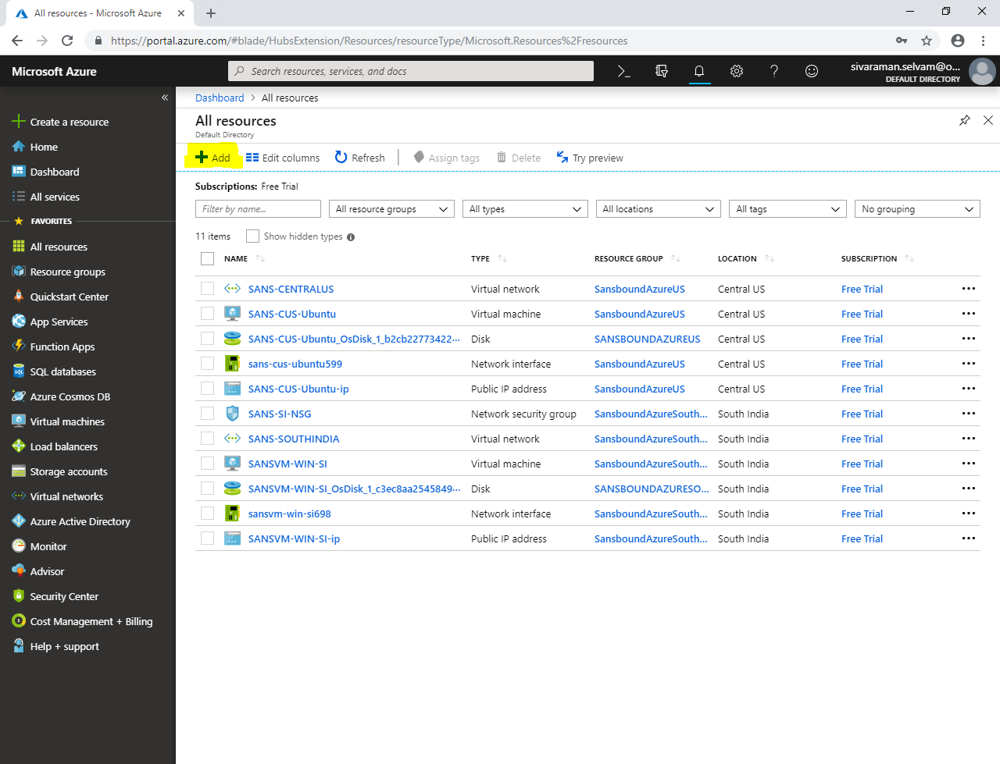 All resources - Microsoft Azure
https://portal.azure.com/#blade/HubsExtension/Resources/resourceType/Microsoft.Resources%2Fresources
Microsoft Azure
Search resources, services, and docs
sivaraman.selvam@o...
DEFAULT DIRECTORY
Create a resource
Home
Dashboard
All services
FAVORITES
All resources
Resource groups
Quickstart Center
App Services
Function Apps
SQL databases
Azure Cosmos DB
Virtual machines
Load balancers
Storage accounts
Virtual networks
Azure Active Directory
Monitor
Advisor
Security Center
Cost Management + Billing
Help + support
Dashboard > All resources
All resources
Default Directory
Add Edit columns Refresh Assign tags Delete Try preview
Subscriptions: Free Trial
Filter by name... All resource groups All types All locations All tags No grouping
11 items Show hidden types
NAME TYPE RESOURCE GROUP LOCATION SUBSCRIPTION
SANS-CENTRALUS Virtual network SansboundAzureUS Central US Free Trial
SANS-CUS-Ubuntu Virtual machine SansboundAzureUS Central US Free Trial
SANS-CUS-Ubuntu_OsDisk_1_b2cb22773422... Disk SANSBOUNDAZUREUS Central US Free Trial
sans-cus-ubuntu599 Network interface SansboundAzureUS Central US Free Trial
SANS-CUS-Ubuntu-ip Public IP address SansboundAzureUS Central US Free Trial
SANS-SI-NSG Network security group SansboundAzureSouth... South India Free Trial
SANS-SOUTHINDIA Virtual network SansboundAzureSouth... South India Free Trial
SANSVM-WIN-SI Virtual machine SansboundAzureSouth... South India Free Trial
SANSVM-WIN-SI_OsDisk_1_c3ec8aa2545849... Disk SANSBOUNDAZURESO... South India Free Trial
sansvm-win-si698 Network interface SansboundAzureSouth... South India Free Trial
SANSVM-WIN-SI-ip Public IP address SansboundAzureSouth... South India Free Trial